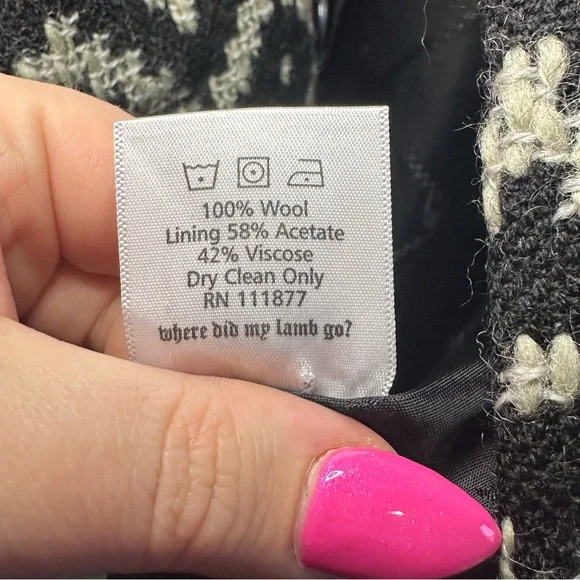 100% Wool
Lining 58% Acetate
42% Viscose
Dry Clean Only
RN 111877
where did my lamb go?